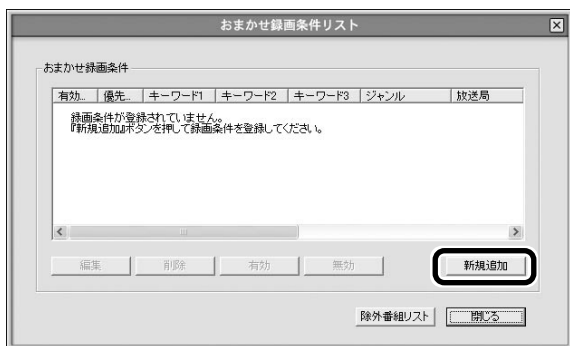 おまかせ録画条件リスト
おまかせ録画条件
有効... 優先... キーワード1 キーワード2 キーワード3 ジャンル 放送局
録画条件が登録されていません。
『新規追加』ボタンを押して録画条件を登録してください。
編集 削除 有効 無効 新規追加
除外番組リスト 閉じる